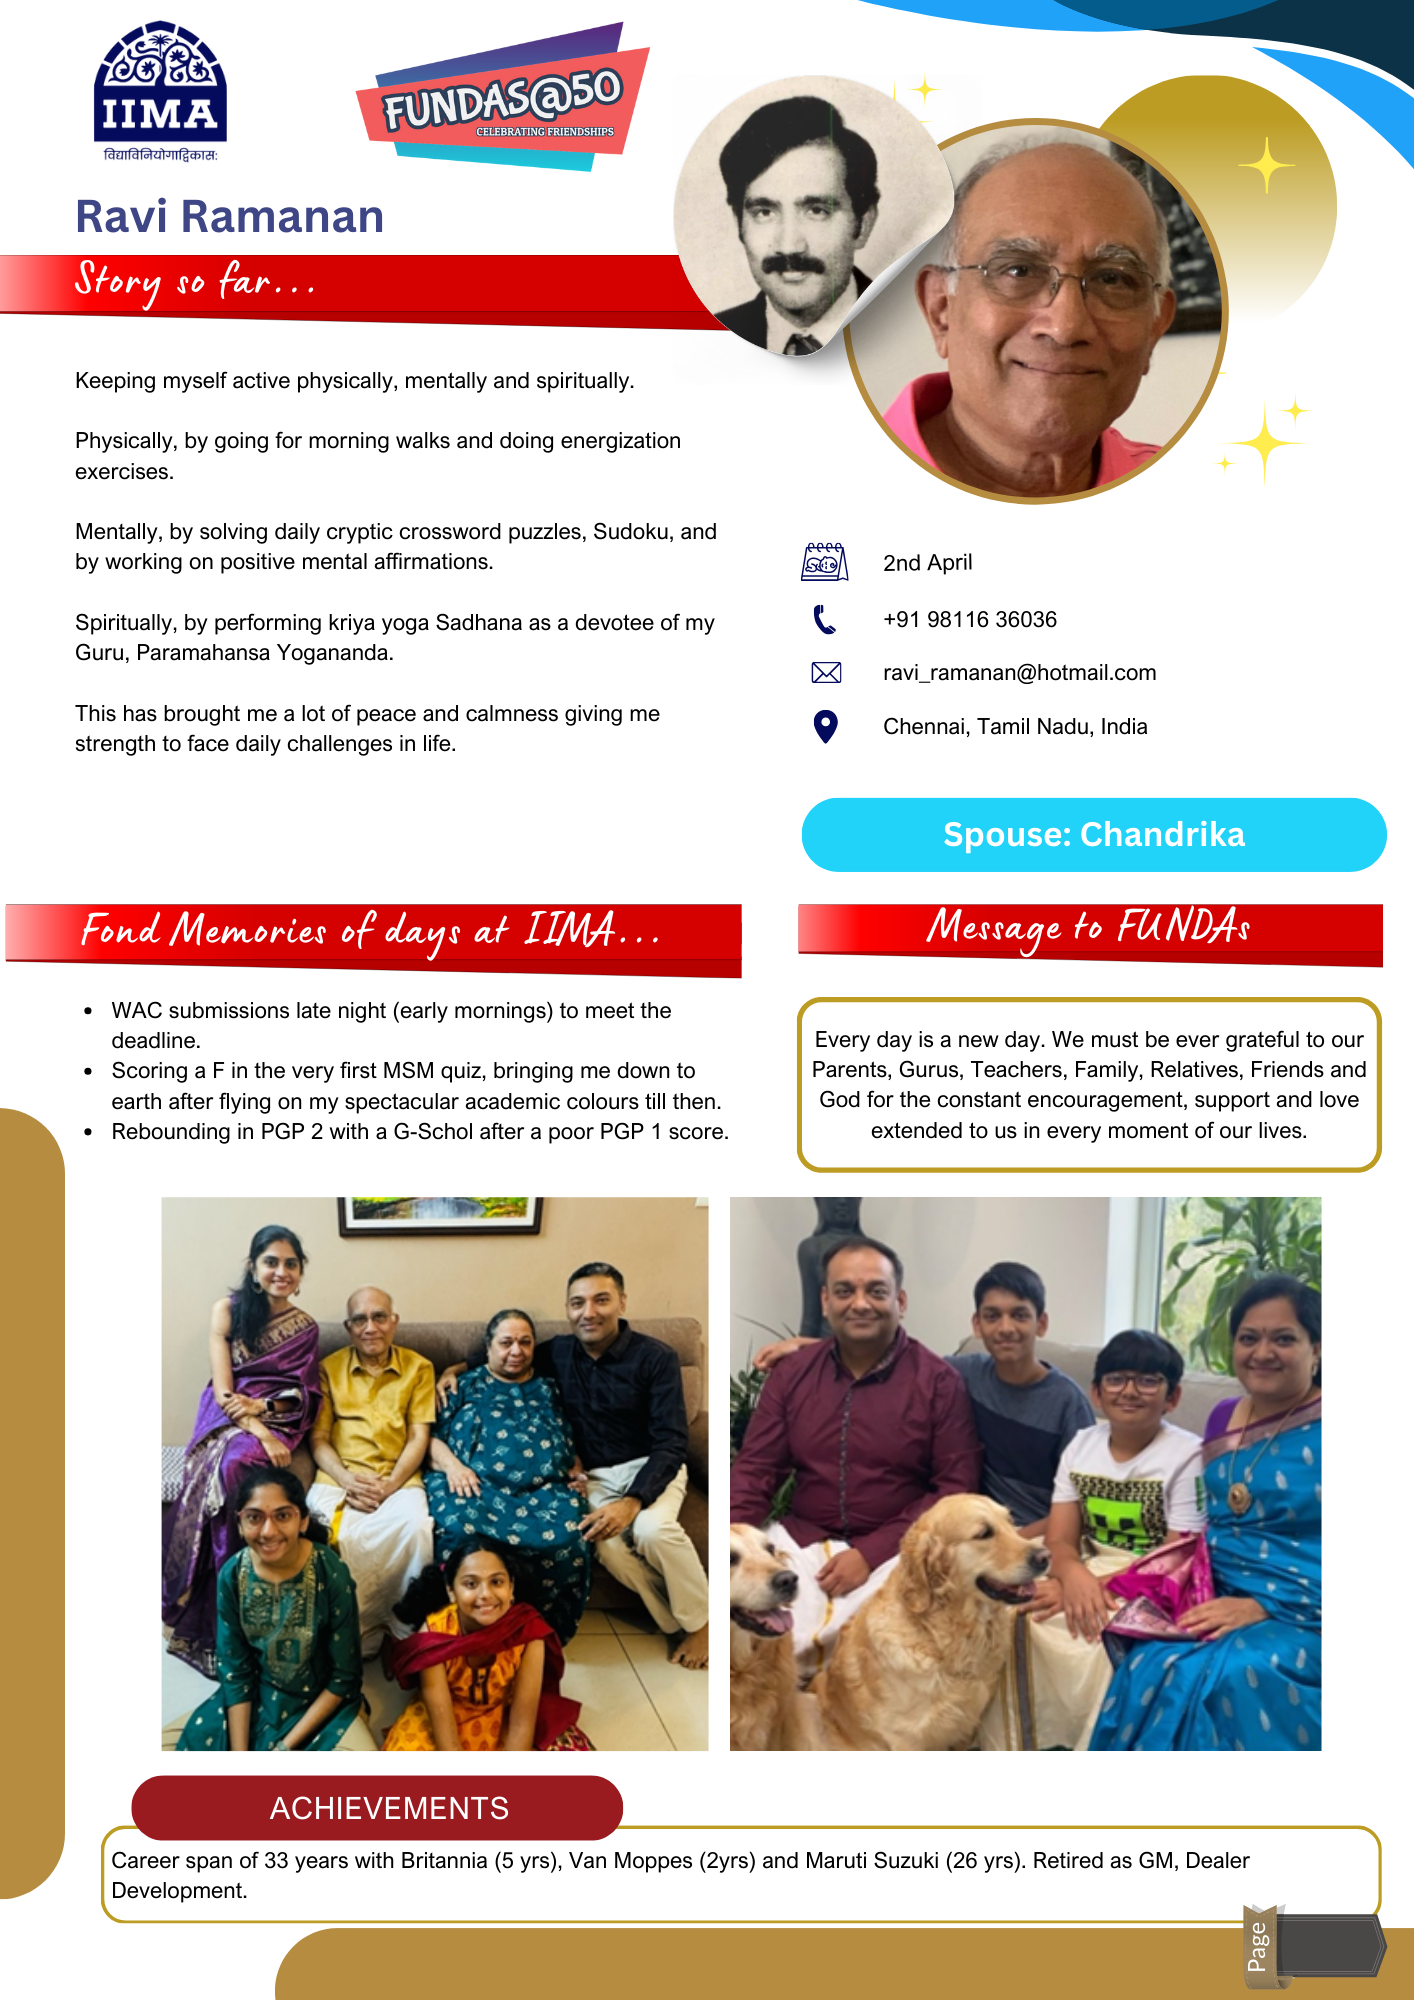 IIMA
विद्याविनियोगाद्विकास:
FUNDAS@50
CELEBRATING FRIENDSHIPS
Ravi Ramanan
Story so far...
Keeping myself active physically, mentally and spiritually.
Physically, by going for morning walks and doing energization
exercises.
Mentally, by solving daily cryptic crossword puzzles, Sudoku, and
by working on positive mental affirmations.
Spiritually, by performing kriya yoga Sadhana as a devotee of my
Guru, Paramahansa Yogananda.
This has brought me a lot of peace and calmness giving me
strength to face daily challenges in life.
2nd April
+91 98116 36036
ravi_ramanan@hotmail.com
Chennai, Tamil Nadu, India
Spouse: Chandrika
Fond Memories of days at IIMA...
• WAC submissions late night (early mornings) to meet the
deadline.
• Scoring a F in the very first MSM quiz, bringing me down to
earth after flying on my spectacular academic colours till then.
• Rebounding in PGP 2 with a G-Schol after a poor PGP 1 score.
Message to FUNDAs
Every day is a new day. We must be ever grateful to our
Parents, Gurus, Teachers, Family, Relatives, Friends and
God for the constant encouragement, support and love
extended to us in every moment of our lives.
ACHIEVEMENTS
Career span of 33 years with Britannia (5 yrs), Van Moppes (2yrs) and Maruti Suzuki (26 yrs). Retired as GM, Dealer
Development.
Page